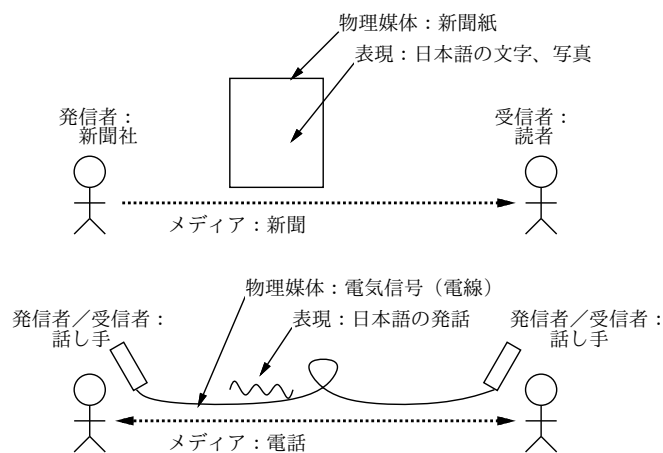 物理媒体：新聞紙
表現：日本語の文字、写真
発信者：
新聞社
受信者：
読者
メディア：新聞
物理媒体：電気信号（電線）
発信者／受信者：
話し手
表現：日本語の発話
発信者／受信者：
話し手
メディア：電話